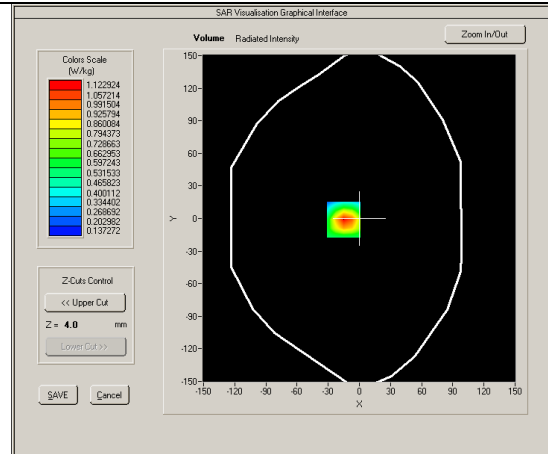 SAR Visualisation Graphical Interface
Volume Radiated Intensity
Zoom In/Out
Colors Scale
(W/kg)
1.122924
1.057214
0.991504
0.925794
0.860084
0.794373
0.728663
0.662953
0.597243
0.531533
0.465823
0.400112
0.334402
0.268692
0.202982
0.137272
Z-Cuts Control
<< Upper Cut
Z = 4.0 mm
Lower Cut >>
SAVE Cancel
150
120
90
60
30
0
-30
-60
-90
-120
-150
Y
-150 -120 -90 -60 -30 0 30 60 90 120 150
X